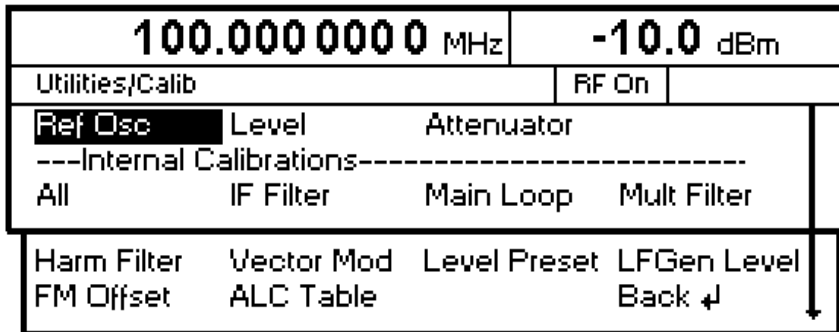 100.000 000 0 MHz -10.0 dBm
Utilities/Calib RF On
Ref Osc Level Attenuator
---Internal Calibrations--------------------------
All IF Filter Main Loop Mult Filter
Harm Filter Vector Mod Level Preset LFGen Level
FM Offset ALC Table Back ↵